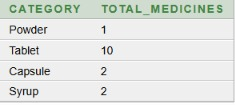 CATEGORY TOTAL_MEDICINES
Powder 1
Tablet 10
Capsule 2
Syrup 2